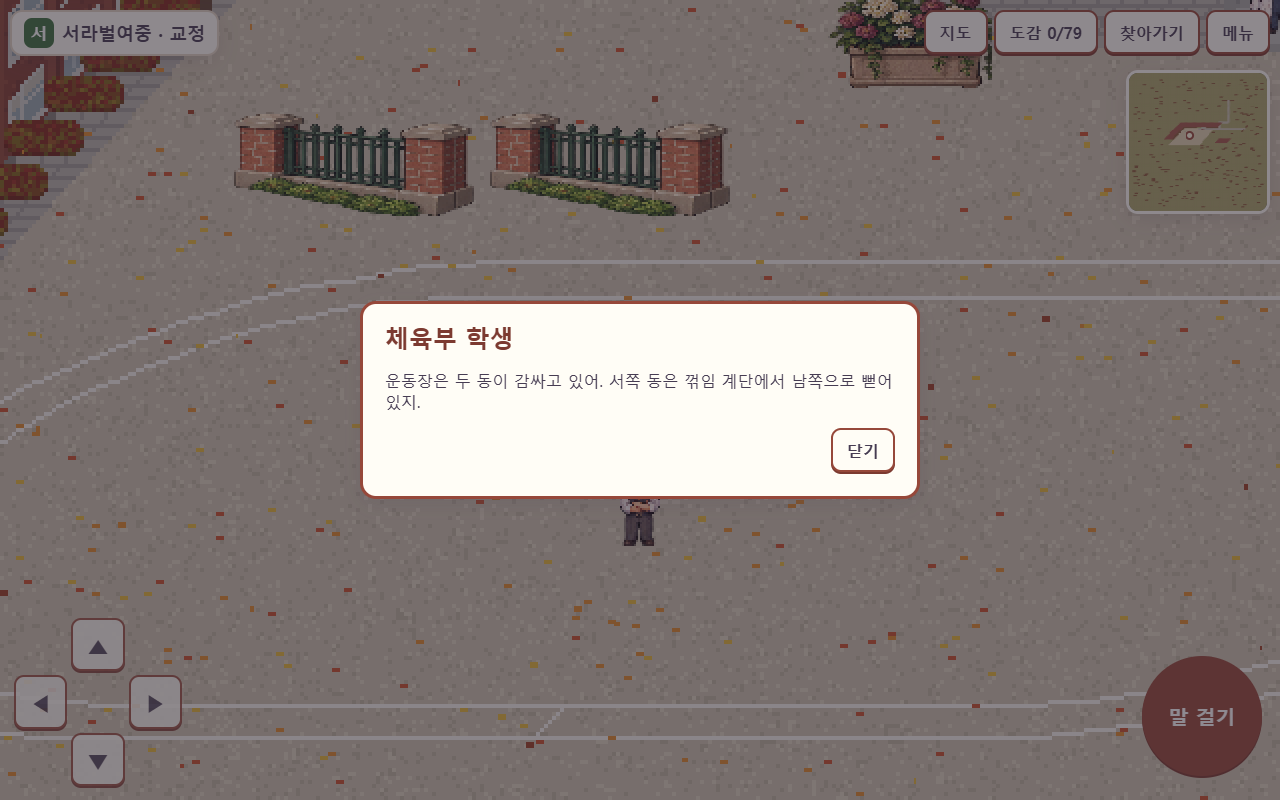 서 서라벌여중 · 교정
지도
도감 0/79
찾아가기
메뉴
체육부 학생
운동장은 두 동이 감싸고 있어. 서쪽 동은 꺾임 계단에서 남쪽으로 뻗어
있지.
닫기
말 걸기